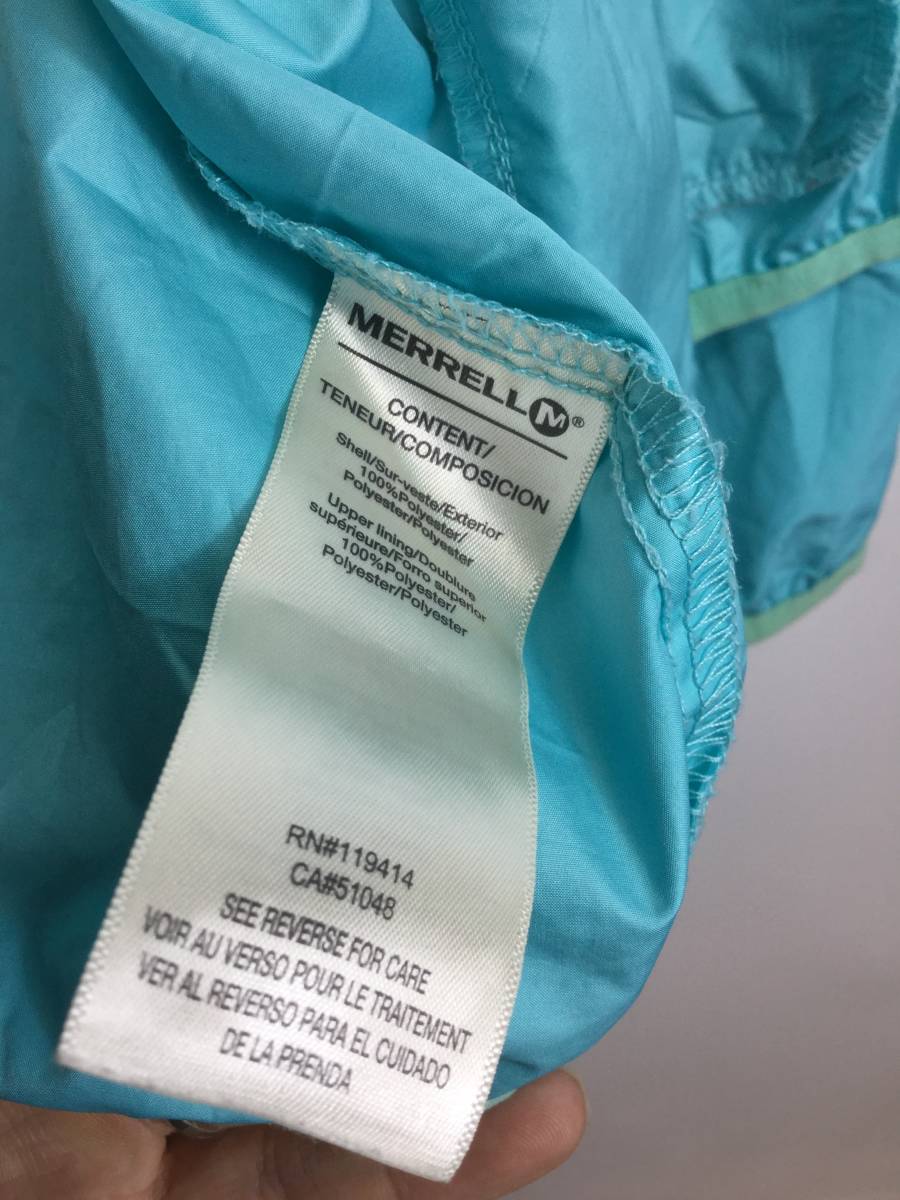 MERRELL M®
CONTENT/
TENEUR/COMPOSICION
Shell/Sur-veste/Exterior
100%Polyester/
Polyester/Polyester
Upper lining/Doublure
supérieure/Forro superior
100%Polyester/
Polyester/Polyester
RN#119414
CA#51048
SEE REVERSE FOR CARE
VOIR AU VERSO POUR LE TRAITEMENT
VER AL REVERSO PARA EL CUIDADO
DE LA PRENDA